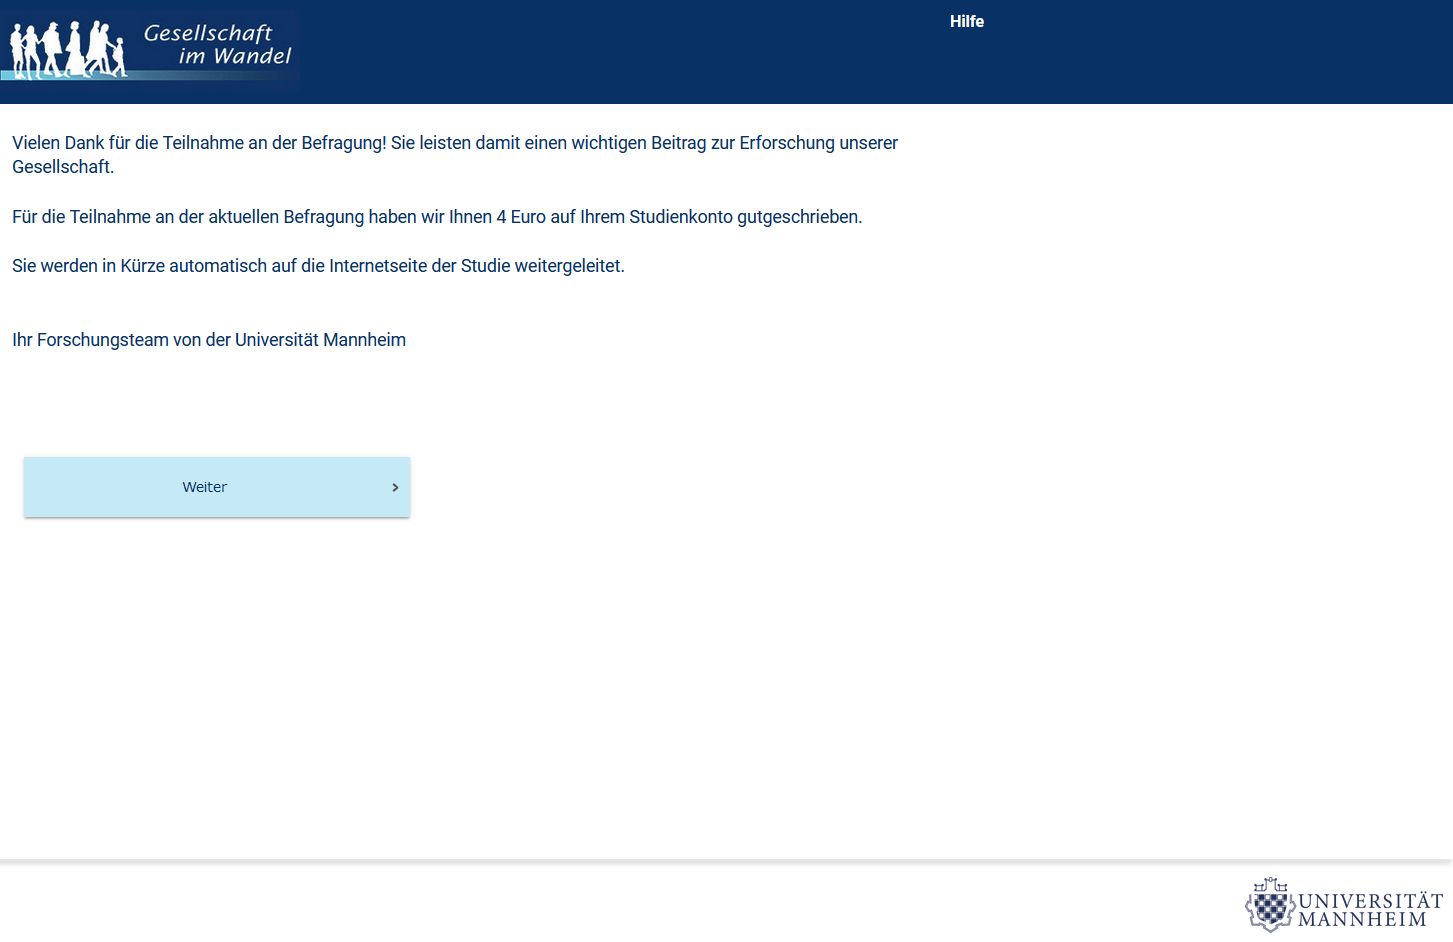 Gesellschaft
im Wandel
Hilfe
Vielen Dank für die Teilnahme an der Befragung! Sie leisten damit einen wichtigen Beitrag zur Erforschung unserer
Gesellschaft.
Für die Teilnahme an der aktuellen Befragung haben wir Ihnen 4 Euro auf Ihrem Studienkonto gutgeschrieben.
Sie werden in Kürze automatisch auf die Internetseite der Studie weitergeleitet.
Ihr Forschungsteam von der Universität Mannheim
Weiter
UNIVERSITÄT
MANNHEIM